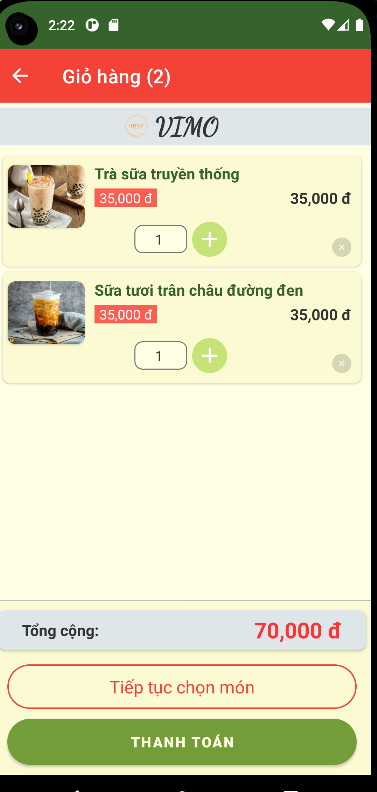 2:22
Giỏ hàng (2)
VIMO
Trà sữa truyền thống
35,000 đ
35,000 đ
1
+
Sữa tươi trân châu đường đen
35,000 đ
35,000 đ
1
+
Tổng cộng:
70,000 đ
Tiếp tục chọn món
THANH TOÁN